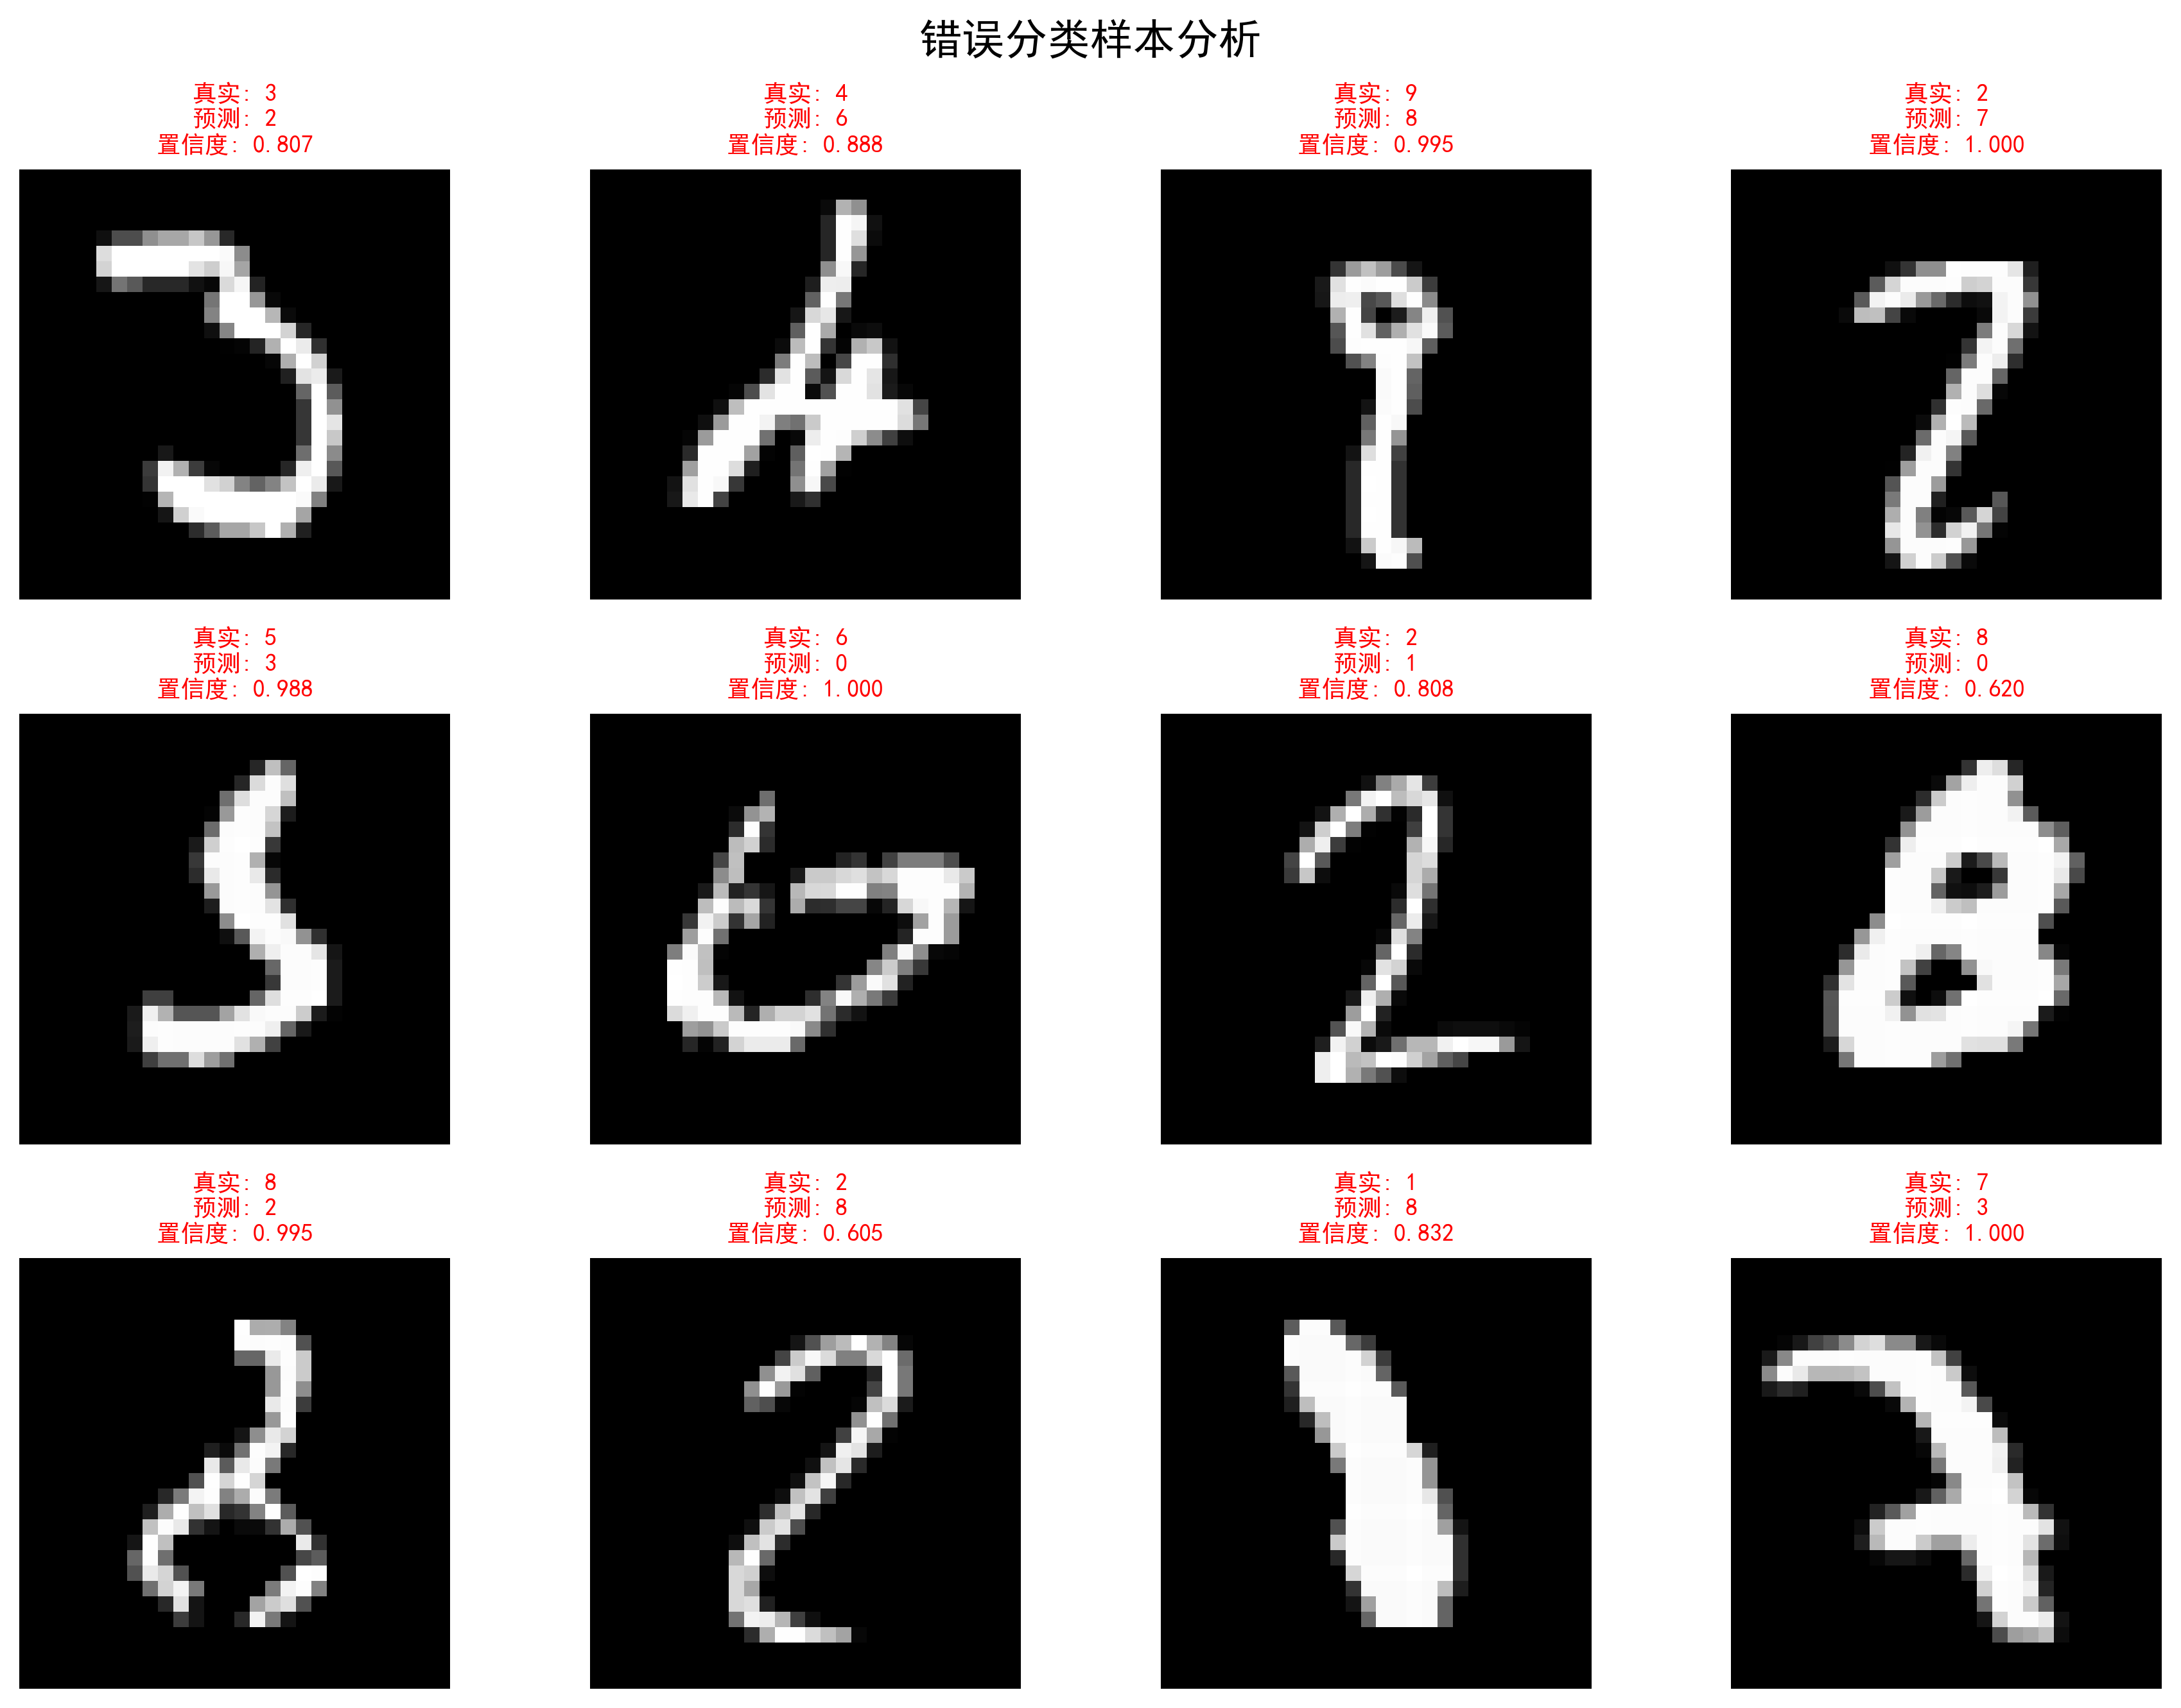 错误分类样本分析
真实: 3
预测: 2
置信度: 0.807
真实: 4
预测: 6
置信度: 0.888
真实: 9
预测: 8
置信度: 0.995
真实: 2
预测: 7
置信度: 1.000
真实: 5
预测: 3
置信度: 0.988
真实: 6
预测: 0
置信度: 1.000
真实: 2
预测: 1
置信度: 0.808
真实: 8
预测: 0
置信度: 0.620
真实: 8
预测: 2
置信度: 0.995
真实: 2
预测: 8
置信度: 0.605
真实: 1
预测: 8
置信度: 0.832
真实: 7
预测: 3
置信度: 1.000